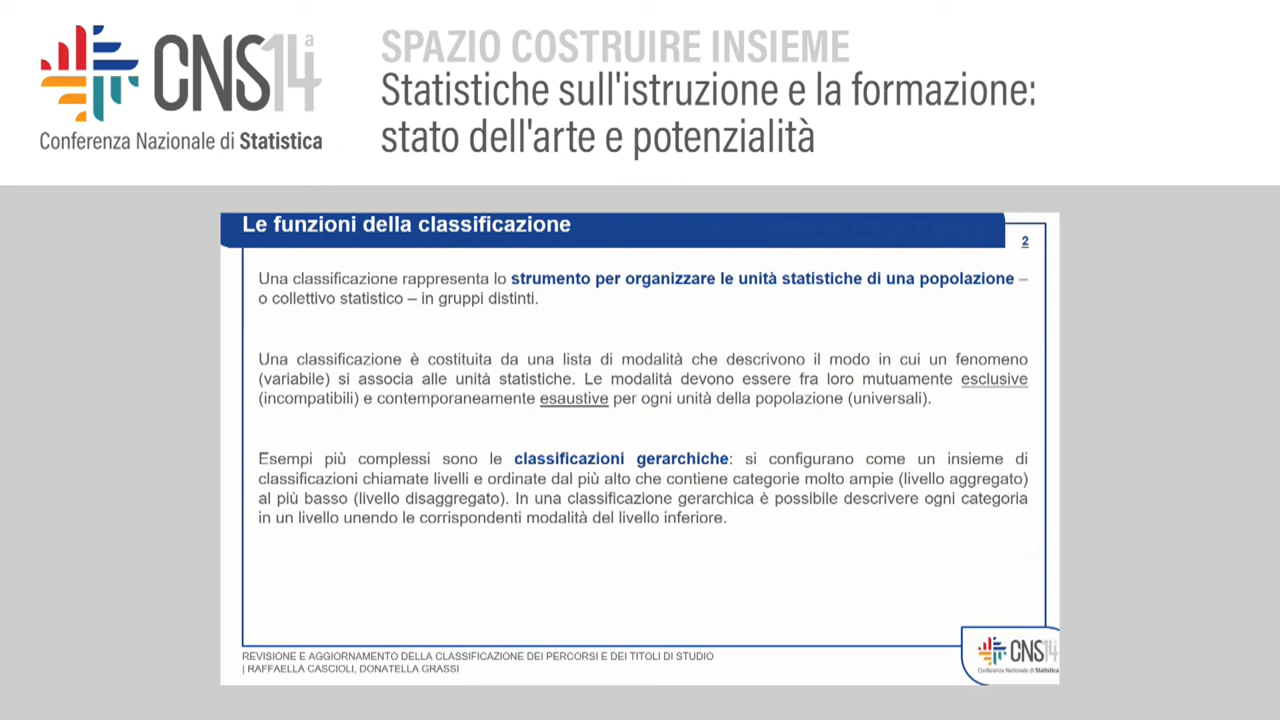 CNS14ª
Conferenza Nazionale di Statistica
SPAZIO COSTRUIRE INSIEME
Statistiche sull'istruzione e la formazione:
stato dell'arte e potenzialità
Le funzioni della classificazione
2
Una classificazione rappresenta lo strumento per organizzare le unità statistiche di una popolazione –
o collettivo statistico – in gruppi distinti.
Una classificazione è costituita da una lista di modalità che descrivono il modo in cui un fenomeno
(variabile) si associa alle unità statistiche. Le modalità devono essere fra loro mutuamente esclusive
(incompatibili) e contemporaneamente esaustive per ogni unità della popolazione (universali).
Esempi più complessi sono le classificazioni gerarchiche: si configurano come un insieme di
classificazioni chiamate livelli e ordinate dal più alto che contiene categorie molto ampie (livello aggregato)
al più basso (livello disaggregato). In una classificazione gerarchica è possibile descrivere ogni categoria
in un livello unendo le corrispondenti modalità del livello inferiore.
REVISIONE E AGGIORNAMENTO DELLA CLASSIFICAZIONE DEI PERCORSI E DEI TITOLI DI STUDIO
| RAFFAELLA CASCIOLI, DONATELLA GRASSI
CNS14
Conferenza Nazionale di Statistica